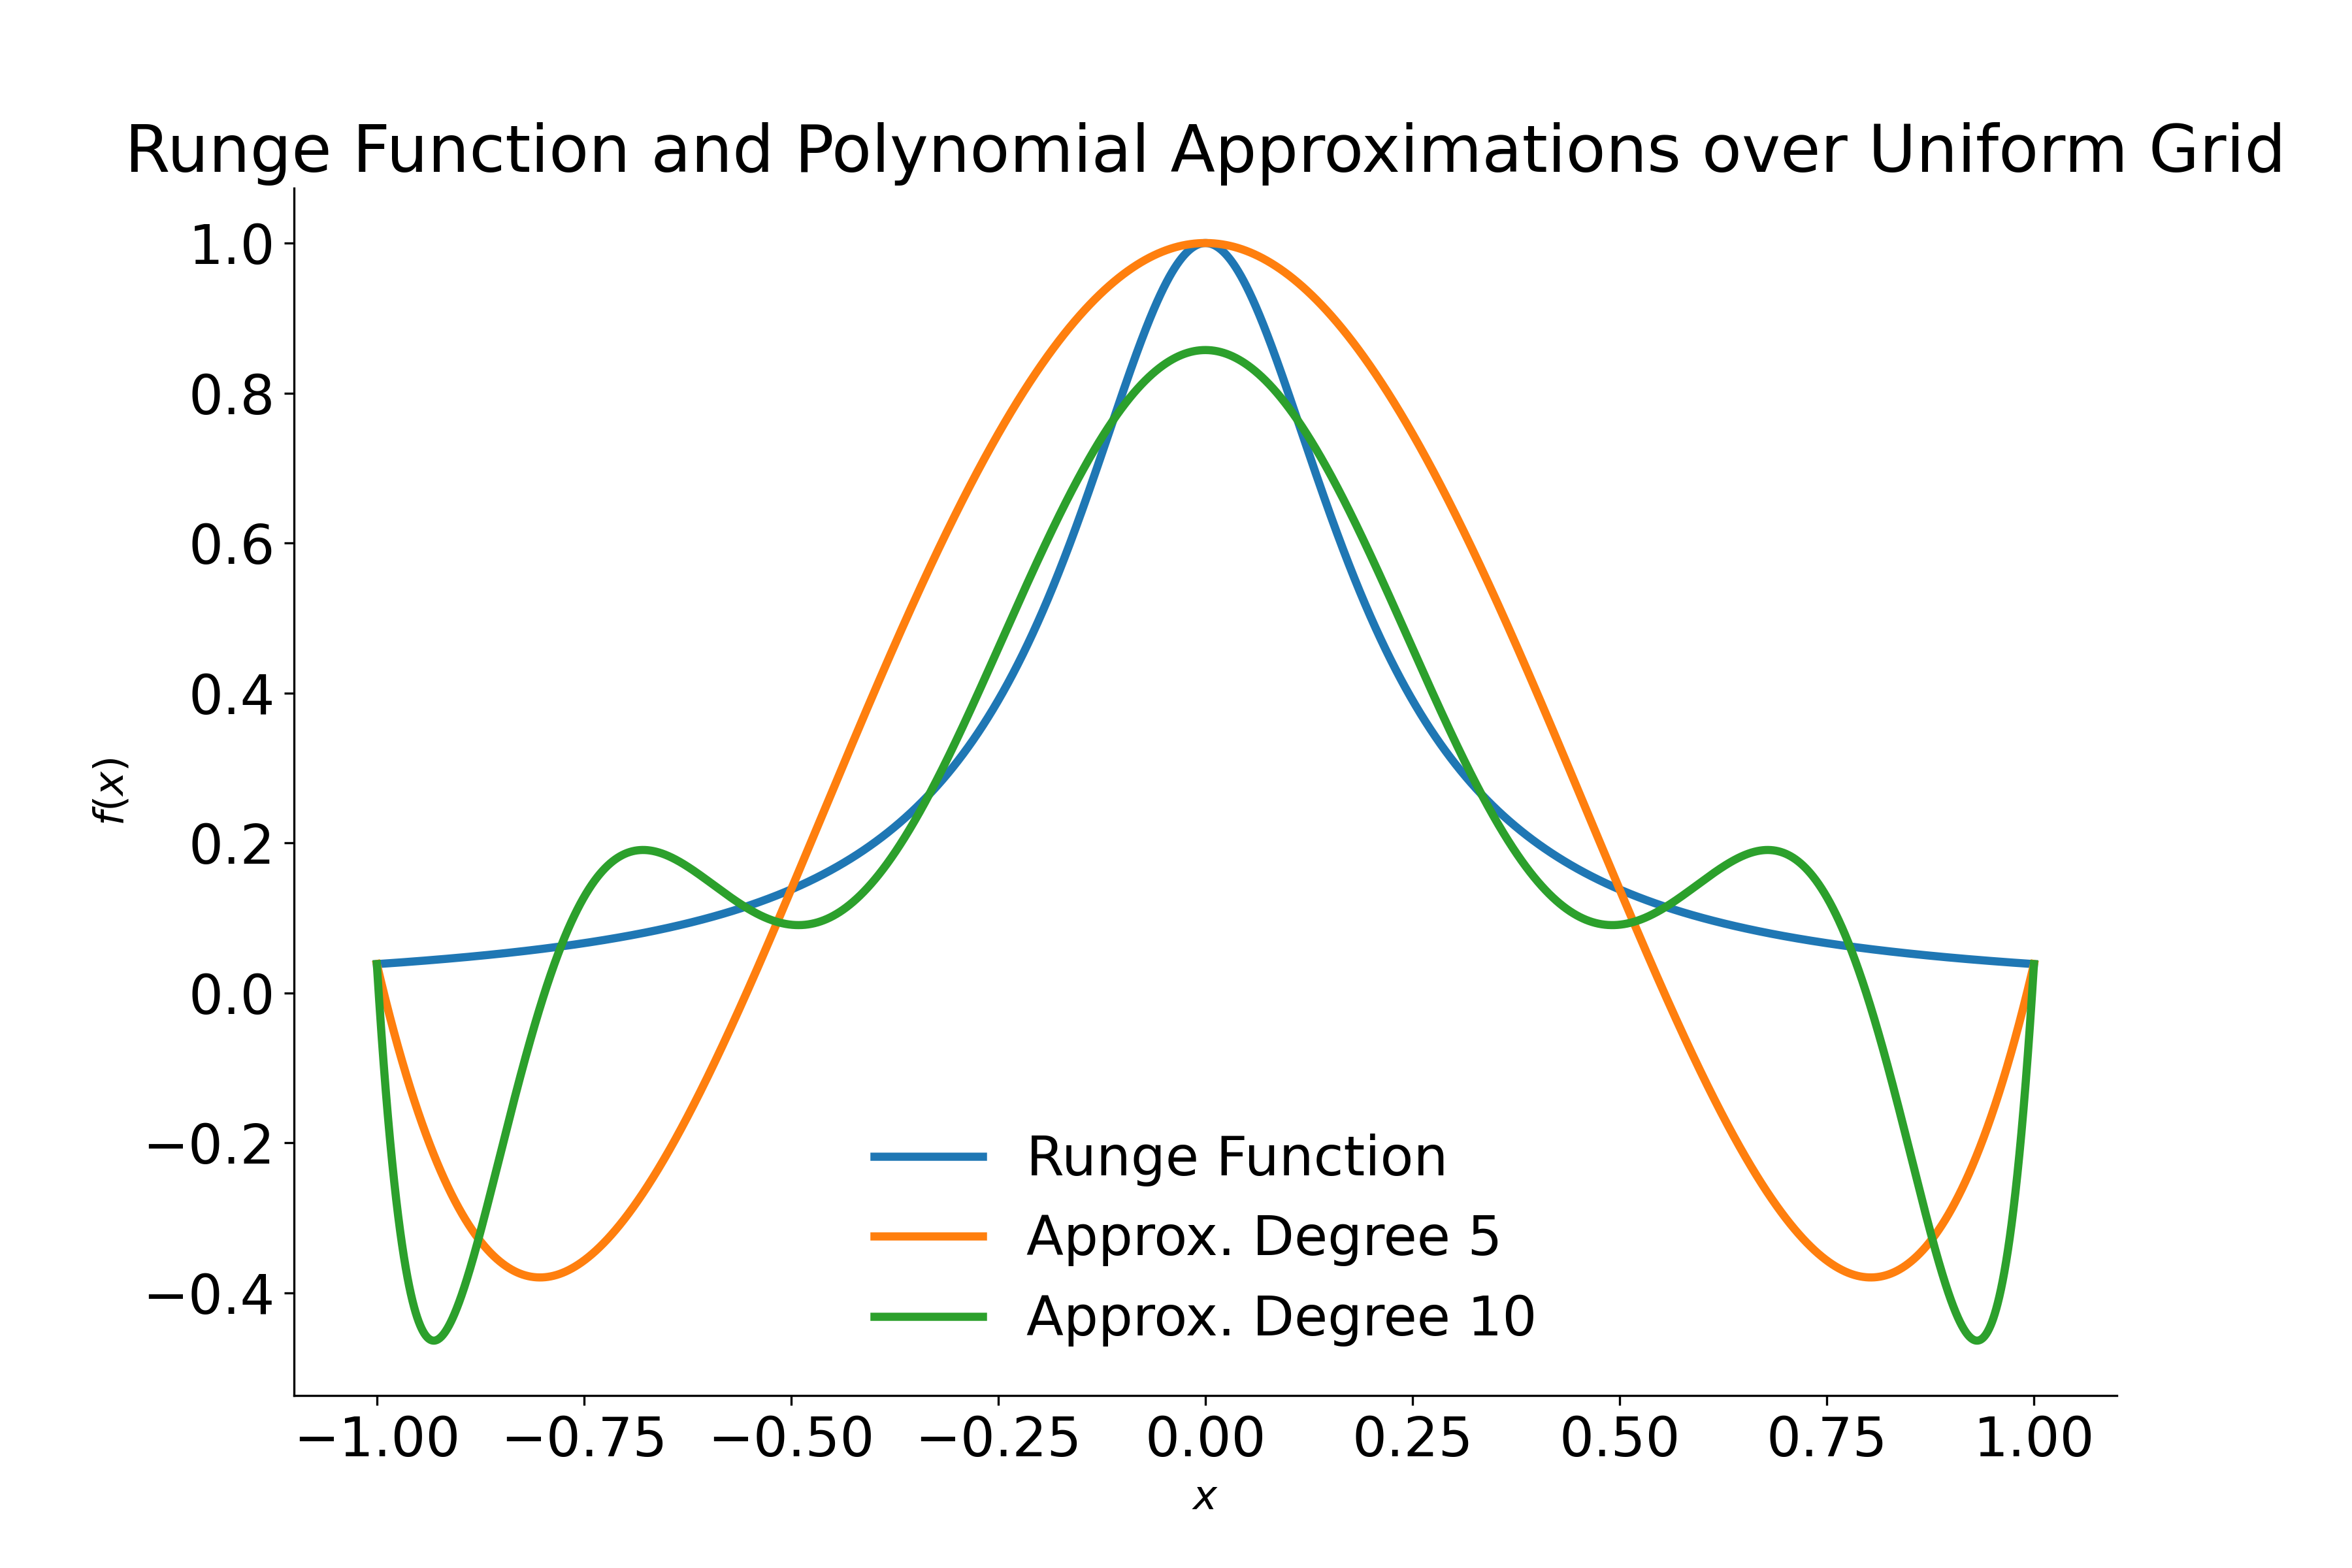 Runge Function and Polynomial Approximations over Uniform Grid
1.0
0.8
0.6
0.4
0.2
0.0
−0.2
−0.4
f(x)
Runge Function
Approx. Degree 5
Approx. Degree 10
−1.00 −0.75 −0.50 −0.25 0.00 0.25 0.50 0.75 1.00
x